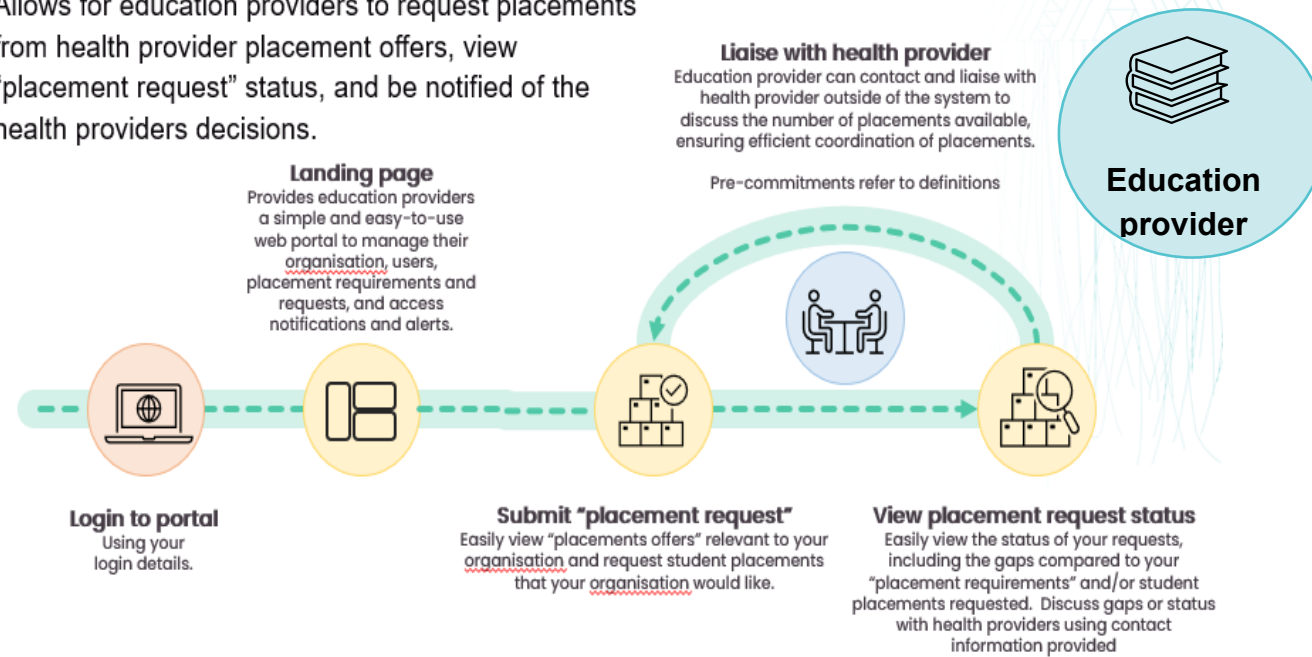 Allows for education providers to request placements
from health provider placement offers, view
“placement request” status, and be notified of the
health providers decisions.
Liaise with health provider
Education provider can contact and liaise with
health provider outside of the system to
discuss the number of placements available,
ensuring efficient coordination of placements.
Pre-commitments refer to definitions
Education
provider
Landing page
Provides education providers
a simple and easy-to-use
web portal to manage their
organisation, users,
placement requirements and
requests, and access
notifications and alerts.
Login to portal
Using your
login details.
Submit “placement request”
Easily view “placements offers” relevant to your
organisation and request student placements
that your organisation would like.
View placement request status
Easily view the status of your requests,
including the gaps compared to your
“placement requirements” and/or student
placements requested. Discuss gaps or status
with health providers using contact
information provided